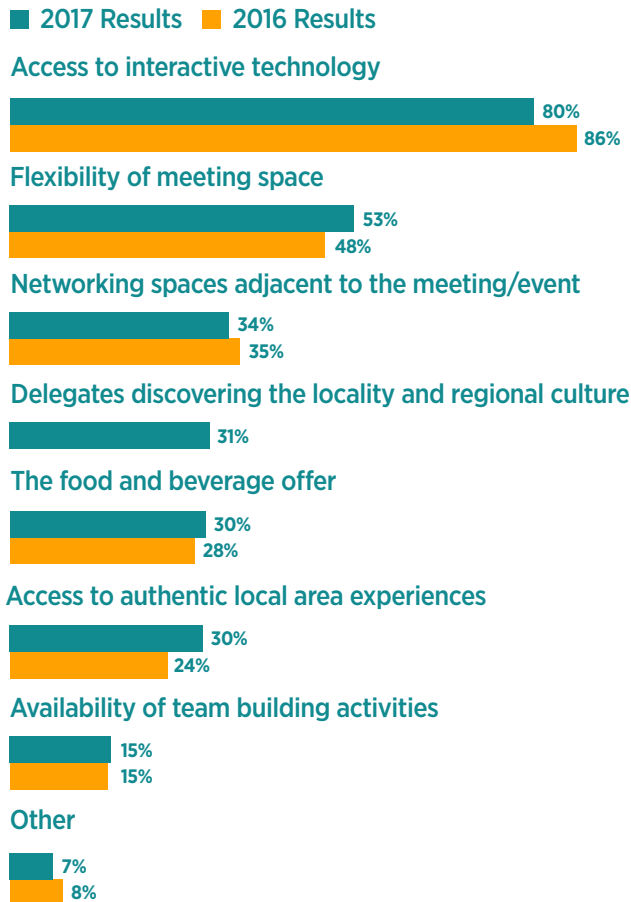 2017 Results 2016 Results
Access to interactive technology
80%
86%
Flexibility of meeting space
53%
48%
Networking spaces adjacent to the meeting/event
34%
35%
Delegates discovering the locality and regional culture
31%
The food and beverage offer
30%
28%
Access to authentic local area experiences
30%
24%
Availability of team building activities
15%
15%
Other
7%
8%